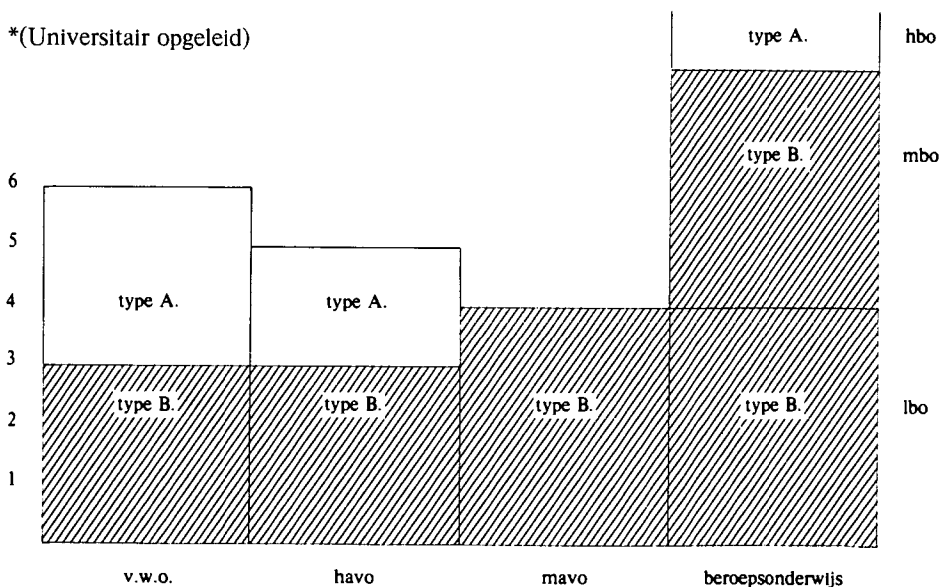 *(Universitair opgeleid)
type A. hbo
type B. mbo
6
5
type A. type A.
4
3
type B. type B. type B. type B. lbo
2
1
v.w.o. havo mavo beroepsonderwijs